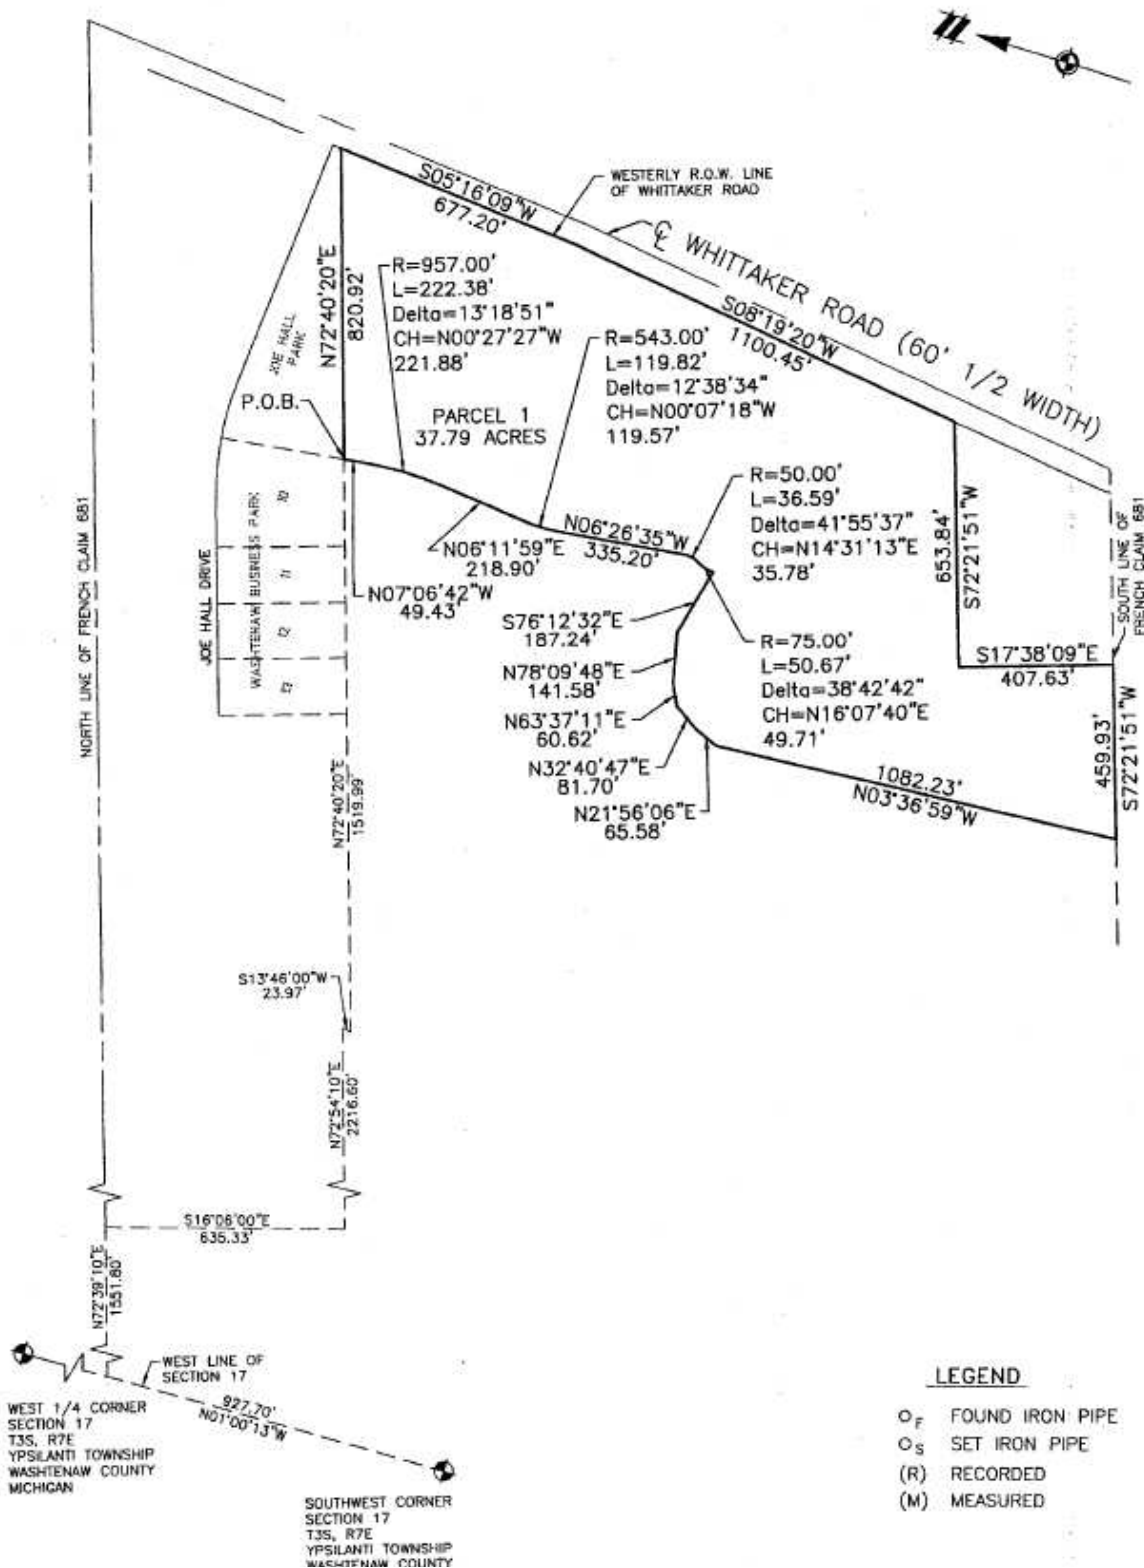 N
WESTERLY R.O.W. LINE
OF WHITTAKER ROAD
S05°16'09"W
677.20'
℄ WHITTAKER ROAD (60' 1/2 WIDTH)
S08°19'20"W
1100.45'
N72°40'20"E
820.92'
R=957.00'
L=222.38'
Delta=13°18'51"
CH=N00°27'27"W
221.88'
R=543.00'
L=119.82'
Delta=12°38'34"
CH=N00°07'18"W
119.57'
JOE HALL
PARK
P.O.B.
PARCEL 1
37.79 ACRES
R=50.00'
L=36.59'
Delta=41°55'37"
CH=N14°31'13"E
35.78'
N06°26'35"W
335.20'
N06°11'59"E
218.90'
N07°06'42"W
49.43'
NORTH LINE OF FRENCH CLAIM 681
JOE HALL DRIVE
WASHTENAW BUSINESS PARK
10
11
12
13
S76°12'32"E
187.24'
N78°09'48"E
141.58'
N63°37'11"E
60.62'
N32°40'47"E
81.70'
N21°56'06"E
65.58'
R=75.00'
L=50.67'
Delta=38°42'42"
CH=N16°07'40"E
49.71'
653.84'
S72°21'51"W
SOUTH LINE OF
FRENCH CLAIM 681
S17°38'09"E
407.63'
459.93'
S72°21'51"W
1082.23'
N03°36'59"W
N72°40'20"E
1519.99'
S13°46'00"W
23.97'
N72°54'10"E
2216.60'
S16°06'00"E
635.33'
N72°39'10"E
1551.80'
WEST LINE OF
SECTION 17
927.70'
N01°00'13"W
WEST 1/4 CORNER
SECTION 17
T3S, R7E
YPSILANTI TOWNSHIP
WASHTENAW COUNTY
MICHIGAN
SOUTHWEST CORNER
SECTION 17
T3S, R7E
YPSILANTI TOWNSHIP
WASHTENAW COUNTY
LEGEND
O F FOUND IRON PIPE
O S SET IRON PIPE
(R) RECORDED
(M) MEASURED